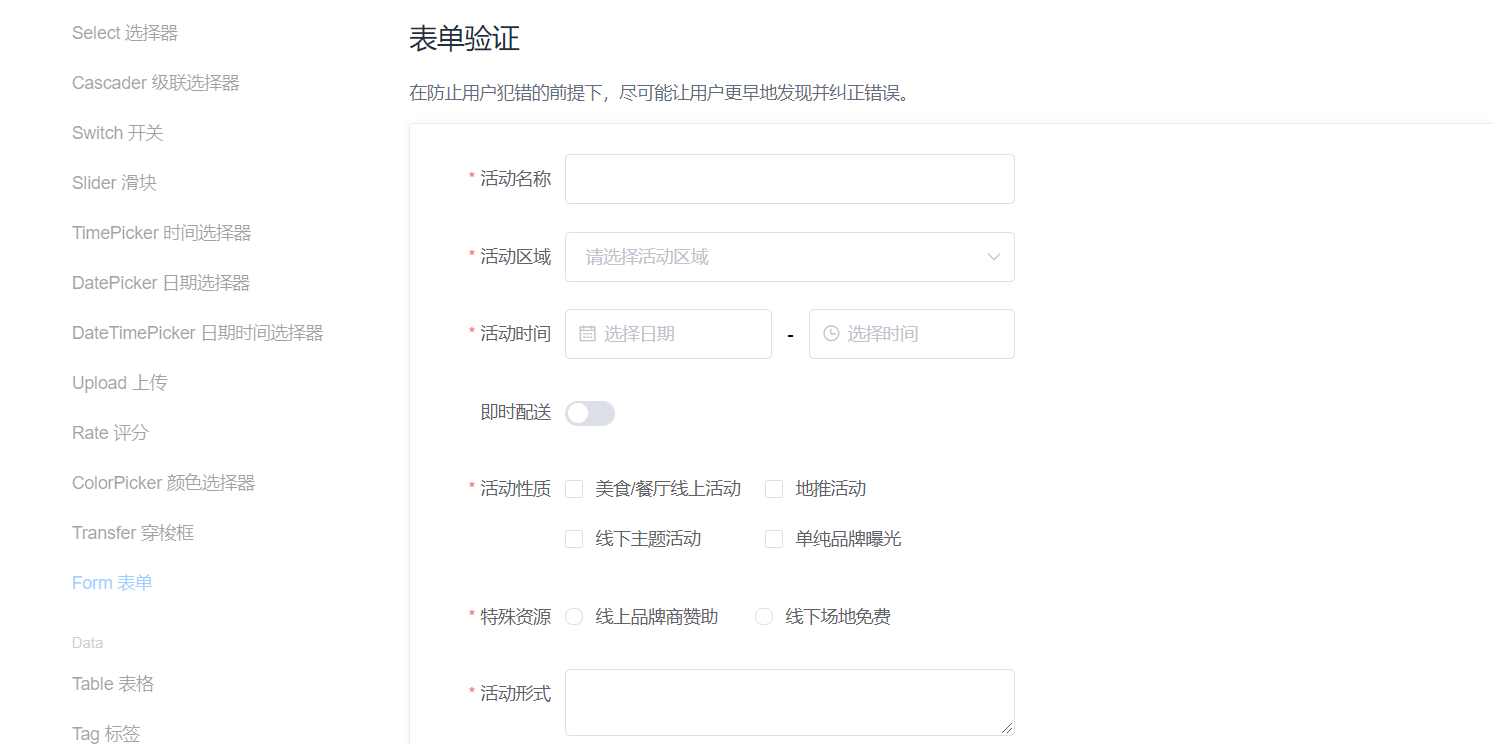 Select 选择器
Cascader 级联选择器
Switch 开关
Slider 滑块
TimePicker 时间选择器
DatePicker 日期选择器
DateTimePicker 日期时间选择器
Upload 上传
Rate 评分
ColorPicker 颜色选择器
Transfer 穿梭框
Form 表单
Data
Table 表格
Tag 标签
表单验证
在防止用户犯错的前提下，尽可能让用户更早地发现并纠正错误。
* 活动名称
* 活动区域 请选择活动区域
* 活动时间 选择日期 - 选择时间
即时配送
* 活动性质 美食/餐厅线上活动 地推活动
线下主题活动 单纯品牌曝光
* 特殊资源 线上品牌商赞助 线下场地免费
* 活动形式